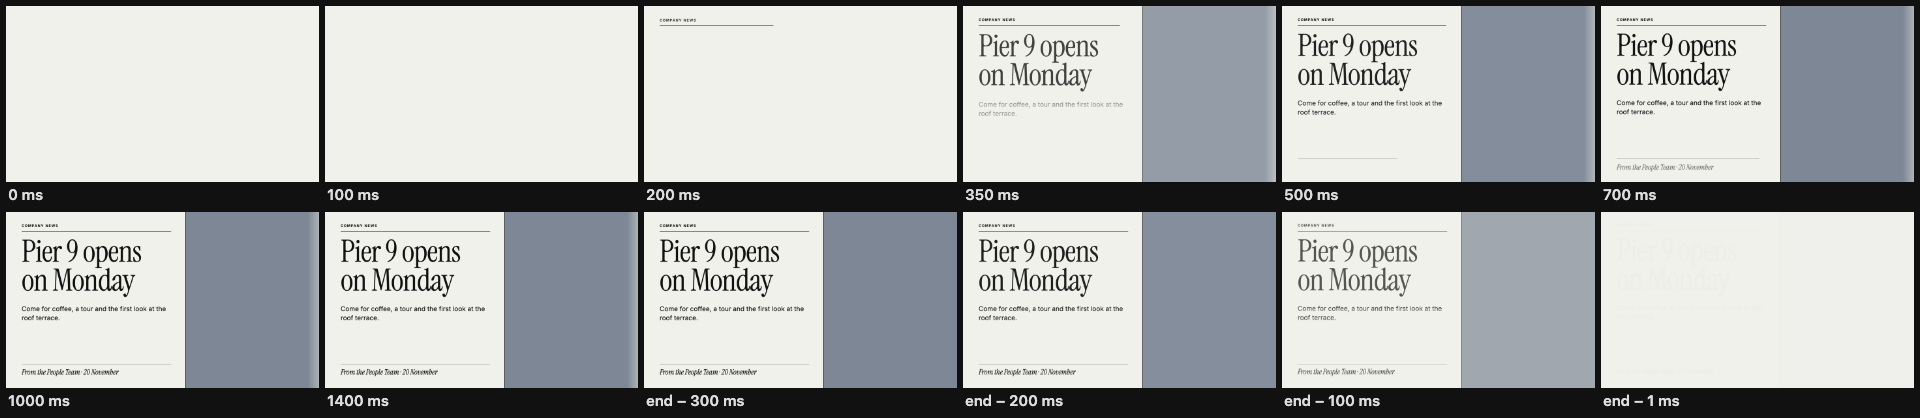 0 ms
100 ms
COMPANY NEWS
200 ms
COMPANY NEWS
Pier 9 opens
on Monday
Come for coffee, a tour and the first look at the
roof terrace.
350 ms
COMPANY NEWS
Pier 9 opens
on Monday
Come for coffee, a tour and the first look at the
roof terrace.
500 ms
COMPANY NEWS
Pier 9 opens
on Monday
Come for coffee, a tour and the first look at the
roof terrace.
From the People Team · 20 November
700 ms
COMPANY NEWS
Pier 9 opens
on Monday
Come for coffee, a tour and the first look at the
roof terrace.
From the People Team · 20 November
1000 ms
COMPANY NEWS
Pier 9 opens
on Monday
Come for coffee, a tour and the first look at the
roof terrace.
From the People Team · 20 November
1400 ms
COMPANY NEWS
Pier 9 opens
on Monday
Come for coffee, a tour and the first look at the
roof terrace.
From the People Team · 20 November
end – 300 ms
COMPANY NEWS
Pier 9 opens
on Monday
Come for coffee, a tour and the first look at the
roof terrace.
From the People Team · 20 November
end – 200 ms
COMPANY NEWS
Pier 9 opens
on Monday
Come for coffee, a tour and the first look at the
roof terrace.
From the People Team · 20 November
end – 100 ms
Pier 9 opens
on Monday
end – 1 ms